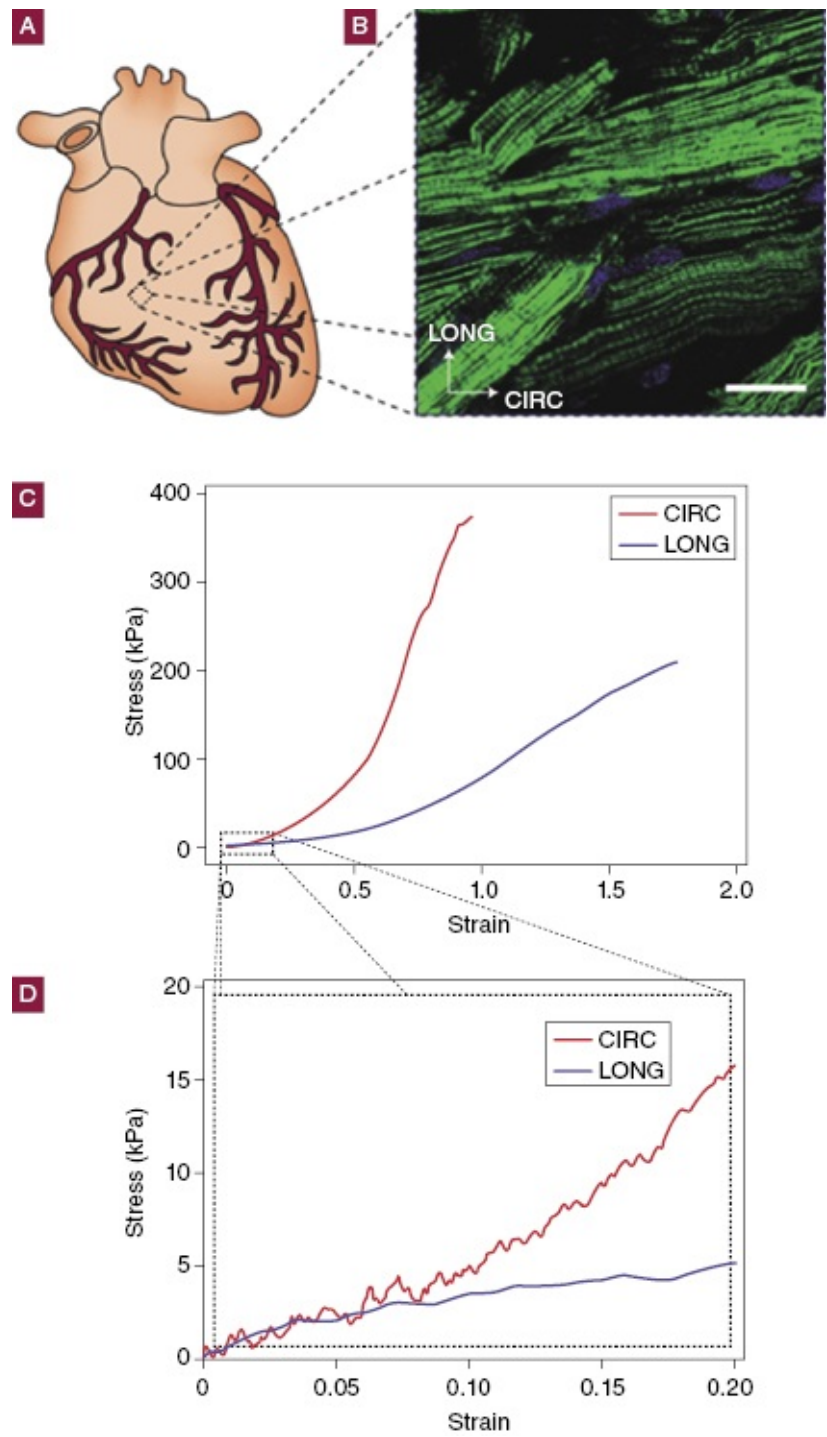 A
B
LONG
CIRC
C
400
300
200
100
0
Stress (kPa)
CIRC
LONG
0
0.5
1.0
1.5
2.0
Strain
D
20
15
10
5
0
Stress (kPa)
CIRC
LONG
0
0.05
0.10
0.15
0.20
Strain